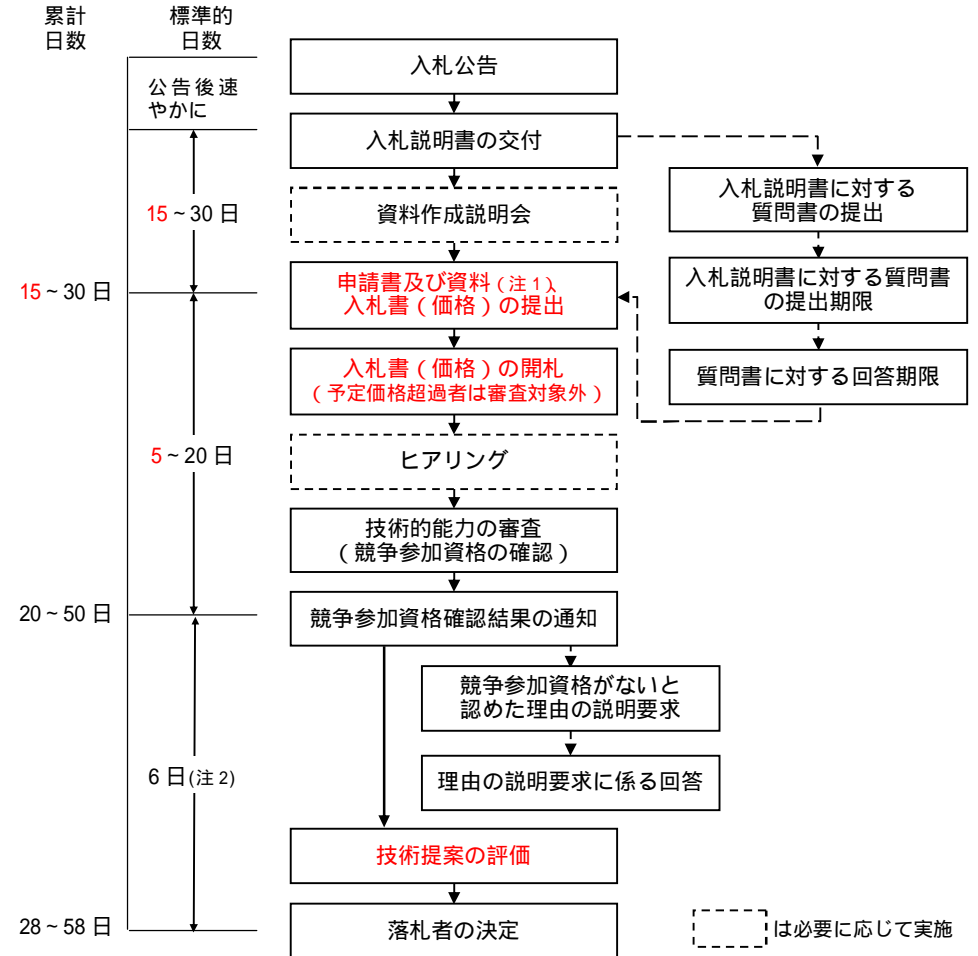 累計
日数
標準的
日数
入札公告
公告後速
やかに
入札説明書の交付
入札説明書に対する
質問書の提出
15～30 日
資料作成説明会
15～30 日
申請書及び資料（注1）、
入札書（価格）の提出
入札説明書に対する質問書
の提出期限
入札書（価格）の開札
（予定価格超過者は審査対象外）
質問書に対する回答期限
5～20 日
ヒアリング
技術的能力の審査
（競争参加資格の確認）
20～50 日
競争参加資格確認結果の通知
競争参加資格がないと
認めた理由の説明要求
6 日(注 2)
理由の説明要求に係る回答
技術提案の評価
28～58 日
落札者の決定
は必要に応じて実施